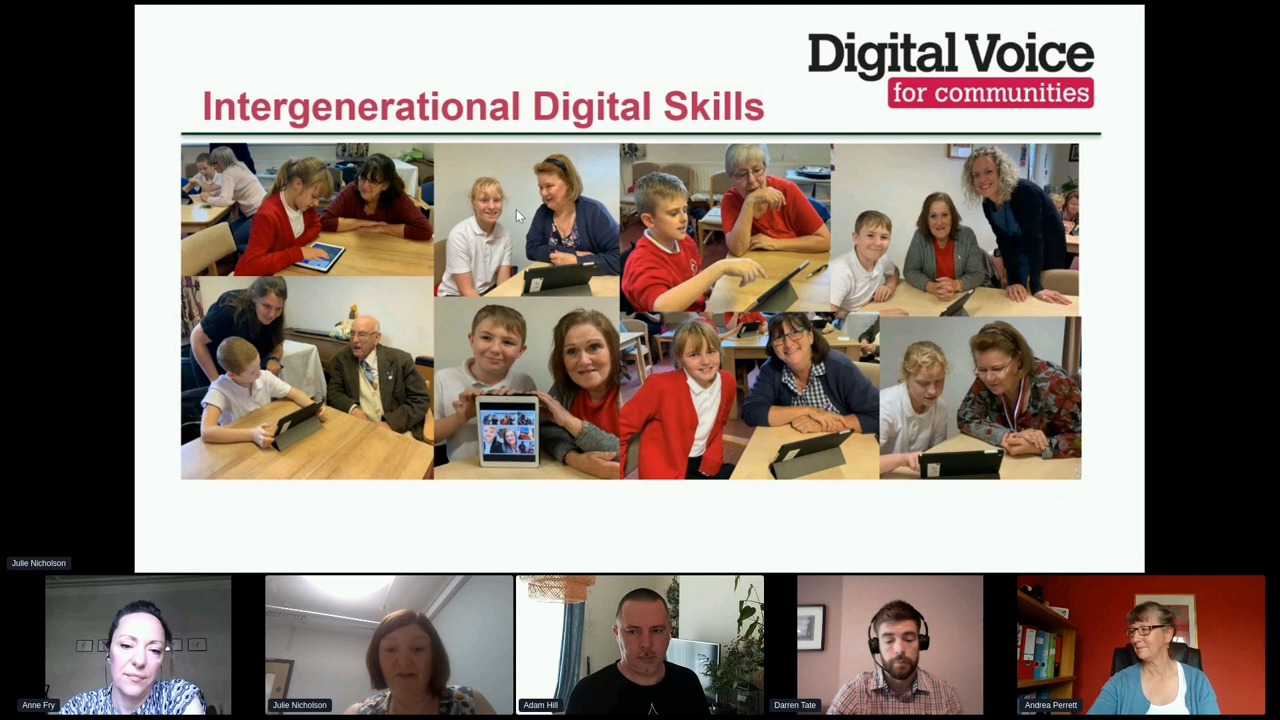 Digital Voice
for communities
Intergenerational Digital Skills
Julie Nicholson
Anne Fry
Julie Nicholson
Adam Hill
Darren Tate
Andrea Perrett